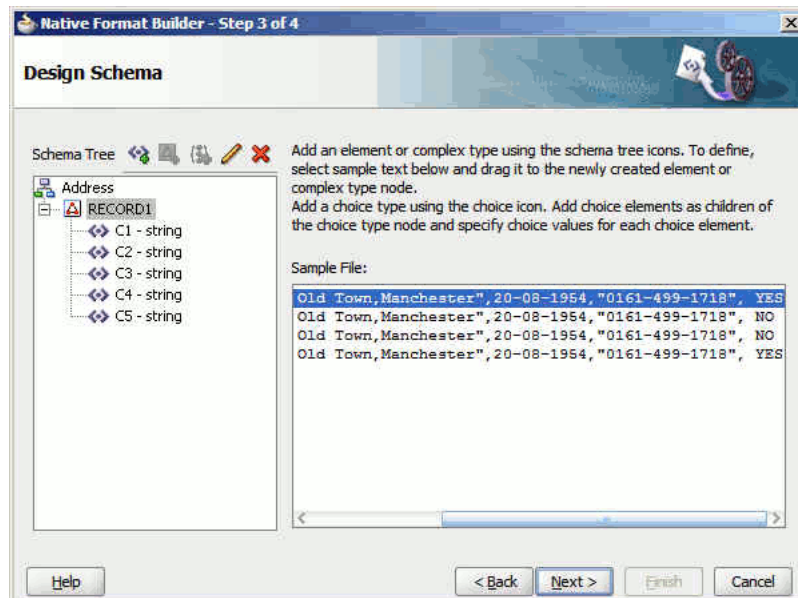 Native Format Builder - Step 3 of 4
Design Schema
Schema Tree
Address
RECORD1
C1 - string
C2 - string
C3 - string
C4 - string
C5 - string
Add an element or complex type using the schema tree icons. To define,
select sample text below and drag it to the newly created element or
complex type node.
Add a choice type using the choice icon. Add choice elements as children of
the choice type node and specify choice values for each choice element.
Sample File:
Old Town,Manchester",20-08-1954,"0161-499-1718", YES
Old Town,Manchester",20-08-1954,"0161-499-1718", NO
Old Town,Manchester",20-08-1954,"0161-499-1718", NO
Old Town,Manchester",20-08-1954,"0161-499-1718", YES
Help
< Back
Next >
Finish
Cancel